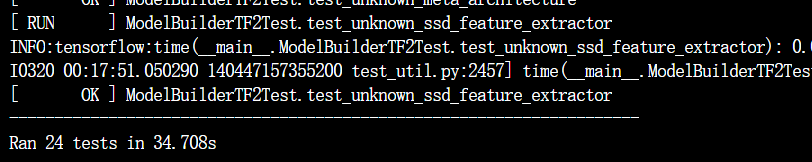 [       OK ] ModelBuilderTF2Test.test_unknown_meta_architecture
[ RUN      ] ModelBuilderTF2Test.test_unknown_ssd_feature_extractor
INFO:tensorflow:time(__main__.ModelBuilderTF2Test.test_unknown_ssd_feature_extractor): 0.
I0320 00:17:51.050290 140447157355200 test_util.py:2457] time(__main__.ModelBuilderTF2Tes
[       OK ] ModelBuilderTF2Test.test_unknown_ssd_feature_extractor
----------------------------------------------------------------------
Ran 24 tests in 34.708s